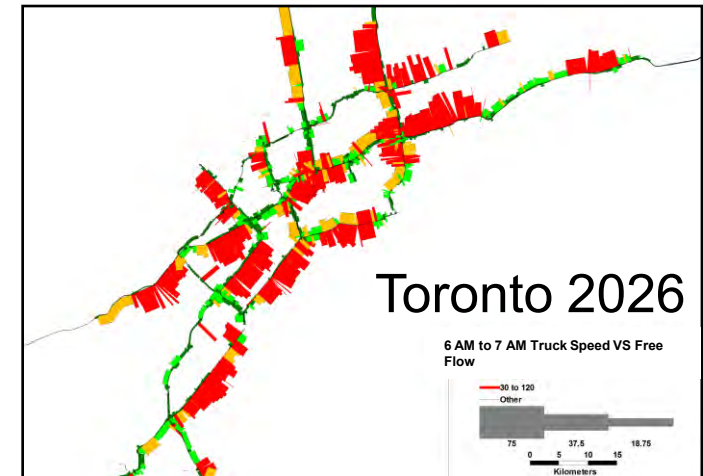 Toronto 2026
6 AM to 7 AM Truck Speed VS Free
Flow
30 to 120
Other
75 37.5 18.75
0 5 10 15
Kilometers